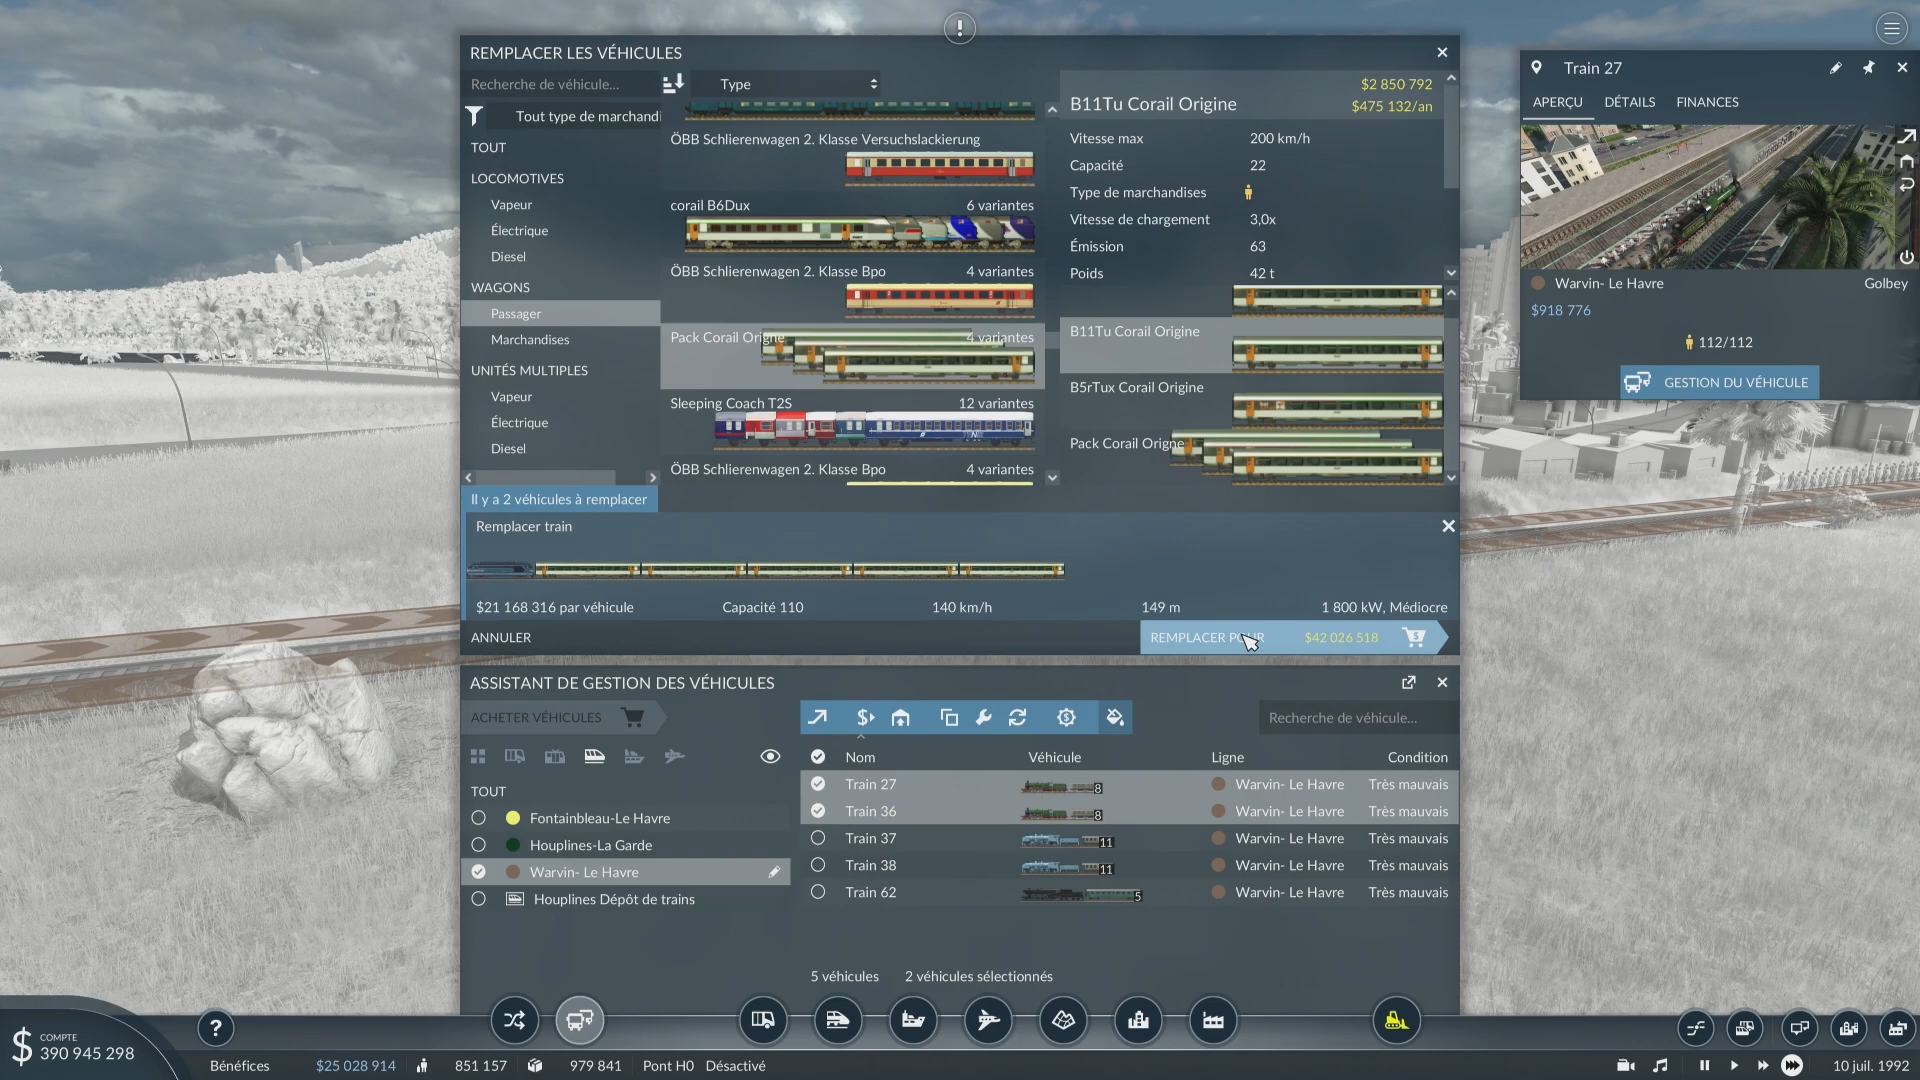 REMPLACER LES VÉHICULES
Recherche de véhicule...
Type
Tout type de marchandi
TOUT
LOCOMOTIVES
Vapeur
Électrique
Diesel
WAGONS
Passager
Marchandises
UNITÉS MULTIPLES
Vapeur
Électrique
Diesel
ÖBB Schlierenwagen 2. Klasse Versuchslackierung
corail B6Dux 6 variantes
ÖBB Schlierenwagen 2. Klasse Bpo 4 variantes
Pack Corail Origne 4 variantes
Sleeping Coach T2S 12 variantes
ÖBB Schlierenwagen 2. Klasse Bpo 4 variantes
$2 850 792
B11Tu Corail Origine
$475 132/an
Vitesse max 200 km/h
Capacité 22
Type de marchandises
Vitesse de chargement 3,0x
Émission 63
Poids 42 t
B11Tu Corail Origine
B5rTux Corail Origine
Pack Corail Origne
Il y a 2 véhicules à remplacer
Remplacer train
$21 168 316 par véhicule Capacité 110 140 km/h 149 m 1 800 kW, Médiocre
ANNULER
REMPLACER POUR $42 026 518
ASSISTANT DE GESTION DES VÉHICULES
ACHETER VÉHICULES
Recherche de véhicule...
TOUT
Fontainbleau-Le Havre
Houplines-La Garde
Warvin- Le Havre
Houplines Dépôt de trains
Nom Véhicule Ligne Condition
Train 27 8 Warvin- Le Havre Très mauvais
Train 36 8 Warvin- Le Havre Très mauvais
Train 37 11 Warvin- Le Havre Très mauvais
Train 38 11 Warvin- Le Havre Très mauvais
Train 62 5 Warvin- Le Havre Très mauvais
5 véhicules 2 véhicules sélectionnés
Train 27
APERÇU DÉTAILS FINANCES
Warvin- Le Havre Golbey
$918 776
112/112
GESTION DU VÉHICULE
COMPTE
$ 390 945 298
?
Bénéfices $25 028 914 851 157 979 841 Pont H0 Désactivé
10 juil. 1992